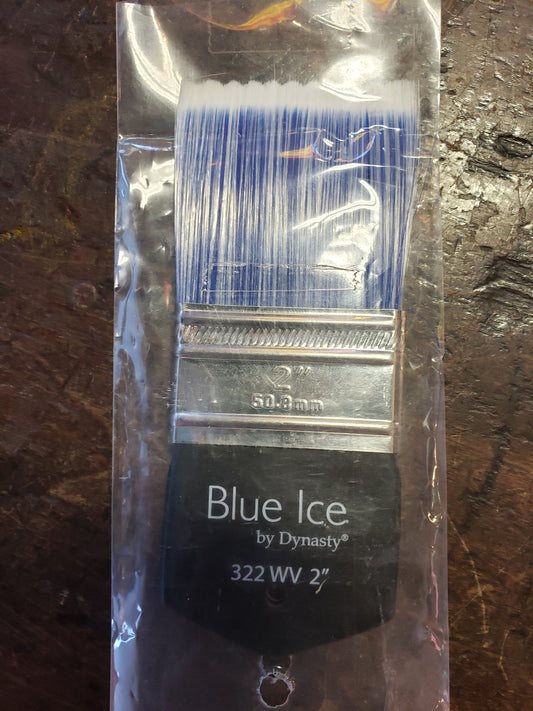 2"
50.8mm
Blue Ice
by Dynasty®
322 WV 2"